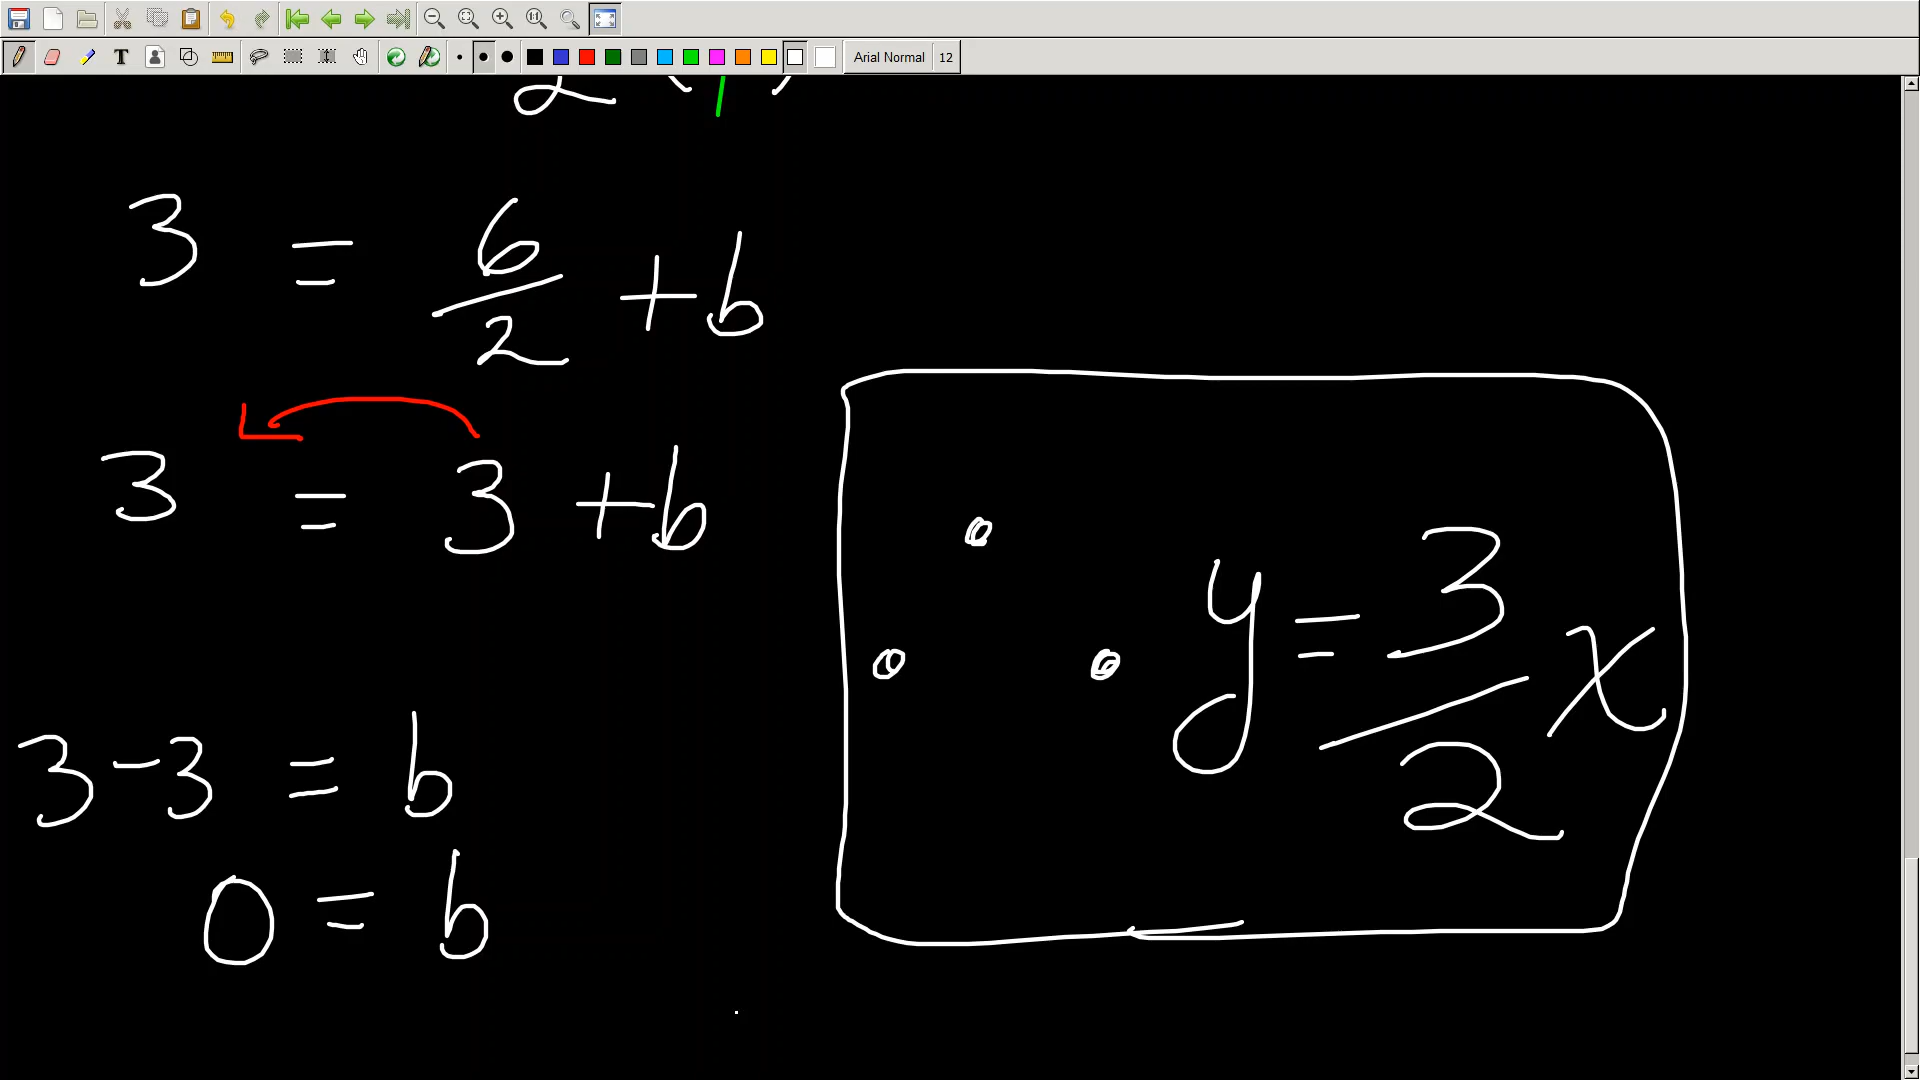 Arial Normal 12
3 = 6/2 + b
3 = 3 + b
3 - 3 = b
0 = b
∴ y = 3/2 x